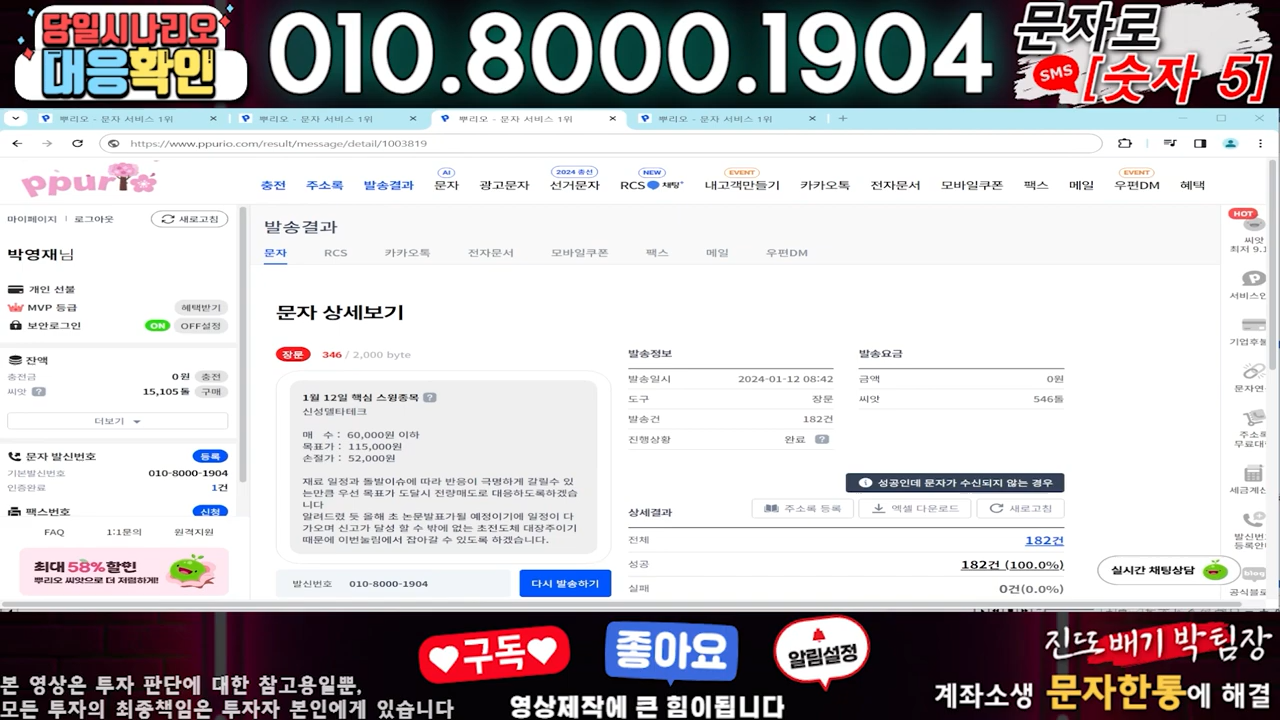 당일시나리오
대응확인
010.8000.1904
문자로
SMS
[숫자 5]
뿌리오 - 문자 서비스 1위
뿌리오 - 문자 서비스 1위
뿌리오 - 문자 서비스 1위
뿌리오 - 문자 서비스 1위
https://www.ppurio.com/result/message/detail/1003819
ppurio
충전
주소록
발송결과
AI
문자
광고문자
2024 총선
선거문자
NEW
RCS 채팅+
EVENT
내고객만들기
카카오톡
전자문서
모바일쿠폰
팩스
메일
EVENT
우편DM
혜택
마이페이지 | 로그아웃
새로고침
박영재님
개인 선불
MVP 등급 혜택받기
보안로그인 ON OFF설정
잔액
충전금 0원 충전
씨앗 ? 15,105톨 구매
더보기
문자 발신번호 등록
기본발신번호 010-8000-1904
인증완료 1건
팩스번호 신청
FAQ 1:1문의 원격지원
최대 58%할인
뿌리오 씨앗으로 더 저렴하게!
발송결과
문자 RCS 카카오톡 전자문서 모바일쿠폰 팩스 메일 우편DM
문자 상세보기
장문 346 / 2,000 byte
1월 12일 핵심 스윙종목 ?
신성델타테크
매 수 : 60,000원 이하
목표가 : 115,000원
손절가 : 52,000원
재료 일정과 돌발이슈에 따라 반응이 극명하게 갈릴수 있
는만큼 우선 목표가 도달시 전량매도로 대응하도록하겠습
니다
알려드렸 듯 올해 초 논문발표가될 예정이기에 일정이 다
가오며 신고가 달성 할 수 밖에 없는 초전도체 대장주이기
때문에 이번눌림에서 잡아갈 수 있도록 하겠습니다.
발신번호 010-8000-1904
다시 발송하기
발송정보
발송일시 2024-01-12 08:42
도구 장문
발송건 182건
진행상황 완료 ?
발송요금
금액 0원
씨앗 546톨
성공인데 문자가 수신되지 않는 경우
상세결과
주소록 등록
엑셀 다운로드
새로고침
전체 182건
성공 182건 (100.0%)
실패 0건(0.0%)
HOT
씨앗
최저 9.1
서비스인
기업후불
문자연
주소록
무료대
세금계산
발신번
등록안
blog
공식블로
실시간 채팅상담
구독
좋아요
알림설정
영상제작에 큰 힘이됩니다
본 영상은 투자 판단에 대한 참고용일뿐,
모든 투자의 최종책임은 투자자 본인에게 있습니다
진또배기 박팀장
계좌소생 문자한통에 해결